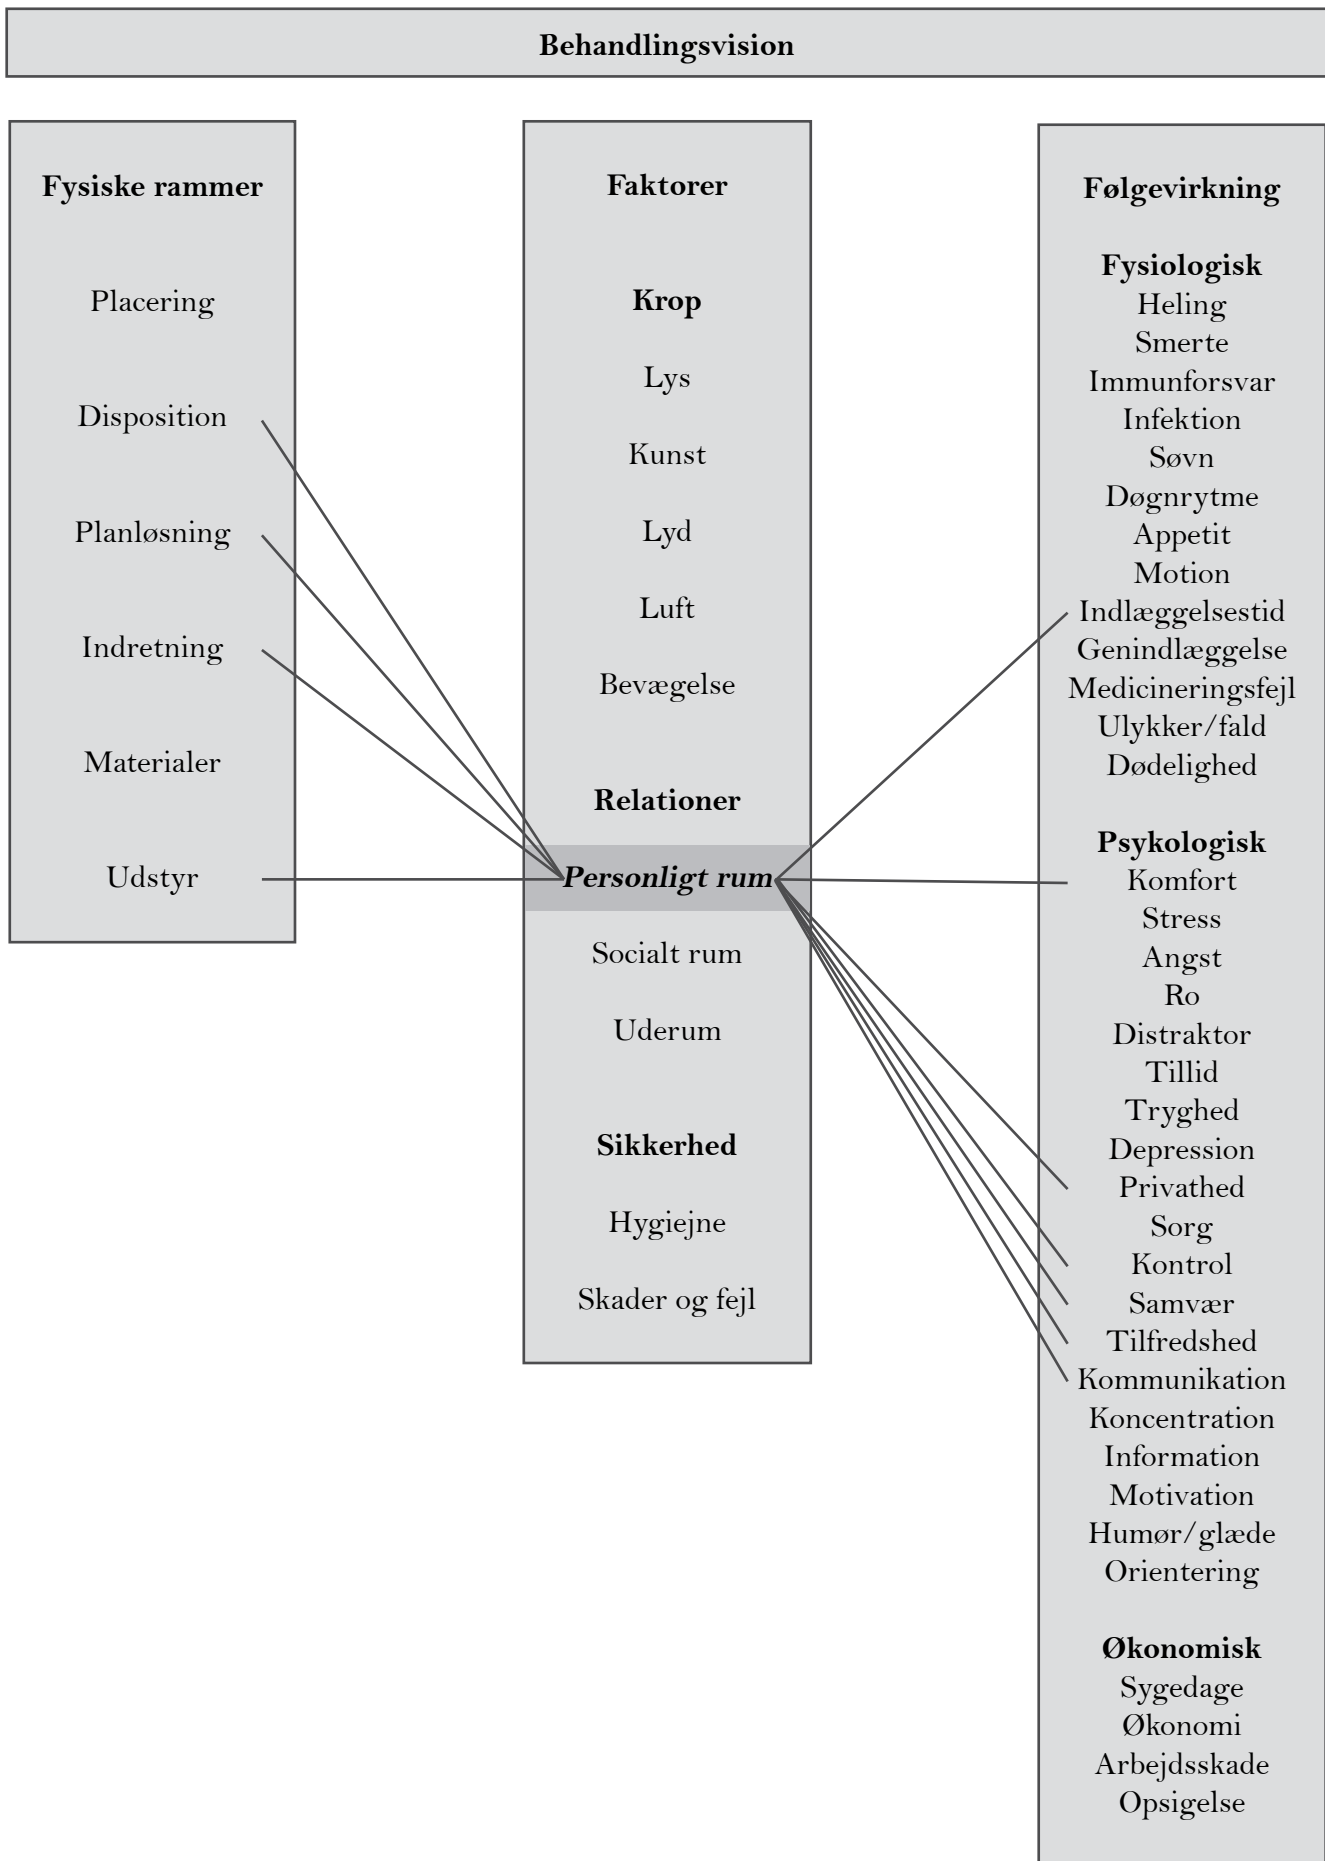 Behandlingsvision
Fysiske rammer
Placering
Disposition
Planløsning
Indretning
Materialer
Udstyr
Faktorer
Krop
Lys
Kunst
Lyd
Luft
Bevægelse
Relationer
Personligt rum
Socialt rum
Uderum
Sikkerhed
Hygiejne
Skader og fejl
Følgevirkning
Fysiologisk
Heling
Smerte
Immunforsvar
Infektion
Søvn
Døgnrytme
Appetit
Motion
Indlæggelsestid
Genindlæggelse
Medicineringsfejl
Ulykker/fald
Dødelighed
Psykologisk
Komfort
Stress
Angst
Ro
Distraktor
Tillid
Tryghed
Depression
Privathed
Sorg
Kontrol
Samvær
Tilfredshed
Kommunikation
Koncentration
Information
Motivation
Humør/glæde
Orientering
Økonomisk
Sygedage
Økonomi
Arbejdsskade
Opsigelse